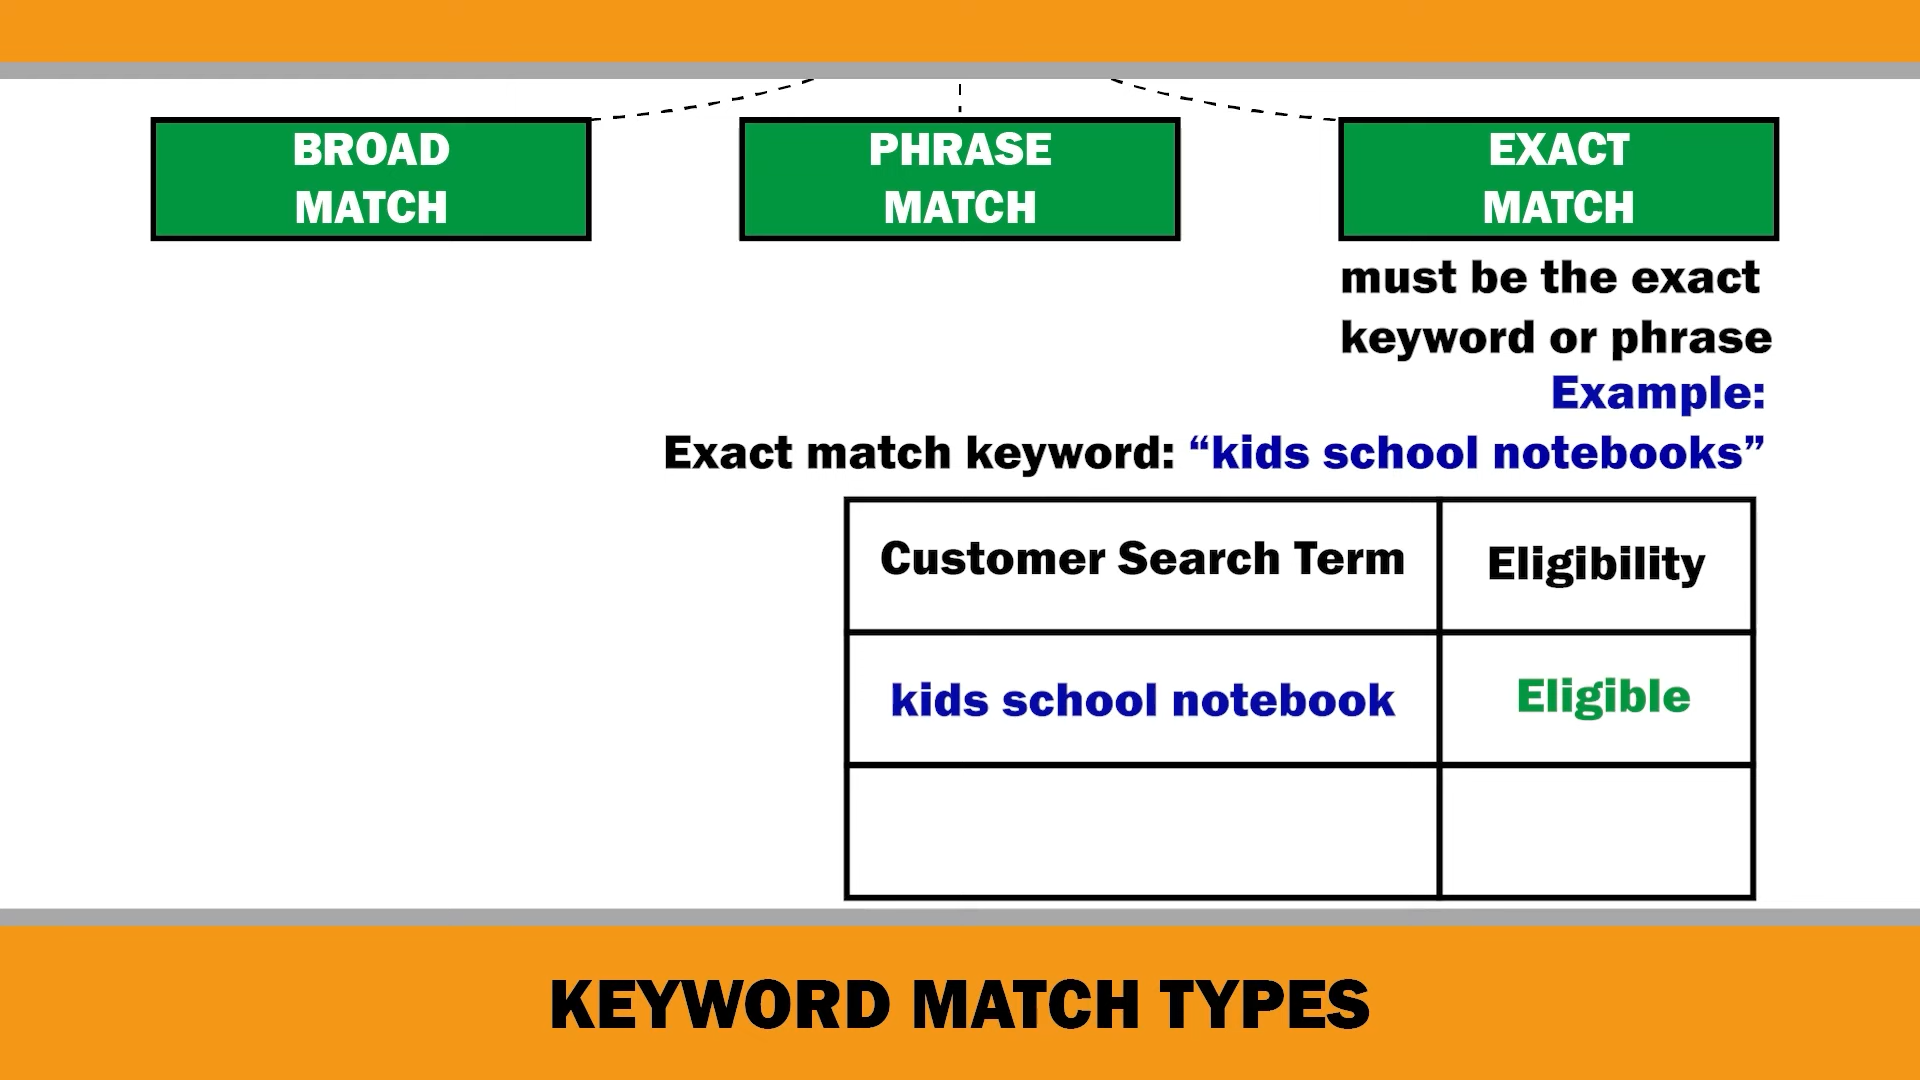 BROAD
MATCH
PHRASE
MATCH
EXACT
MATCH
must be the exact
keyword or phrase
Example:
Exact match keyword: “kids school notebooks”
Customer Search Term
Eligibility
kids school notebook
Eligible
KEYWORD MATCH TYPES